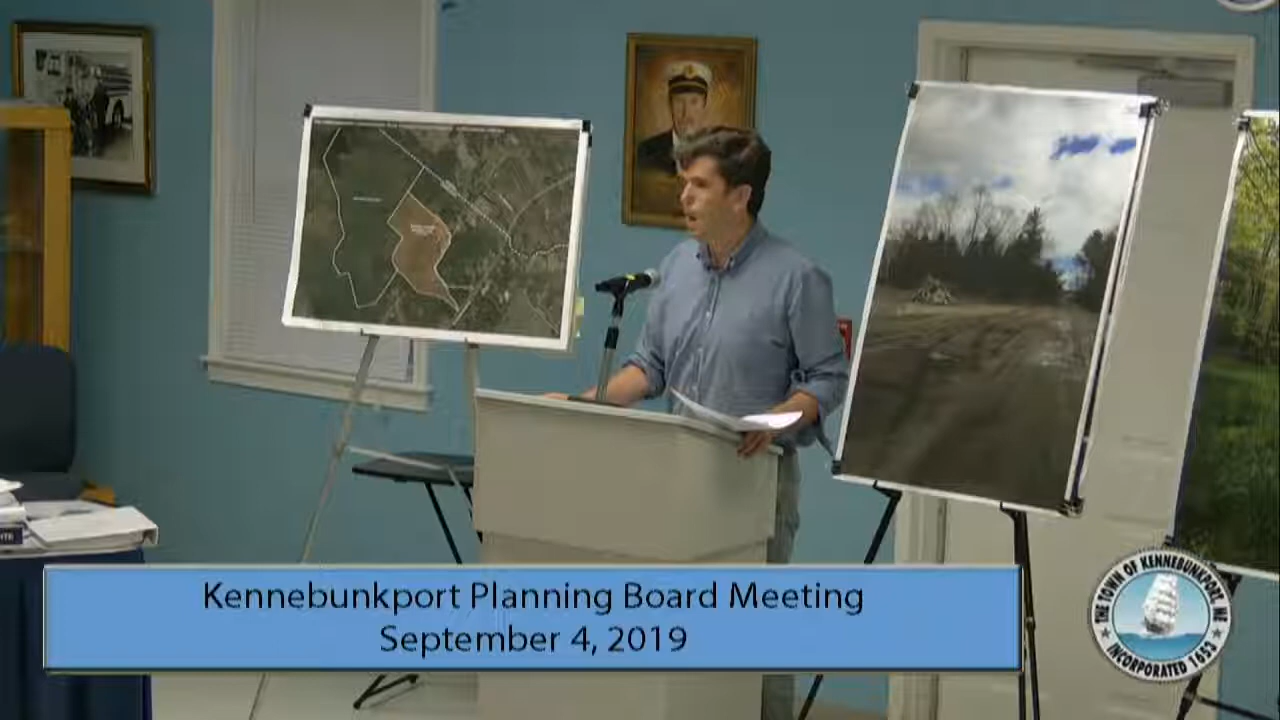 Kennebunkport Planning Board Meeting
September 4, 2019
THE TOWN OF KENNEBUNKPORT, ME
INCORPORATED 1653